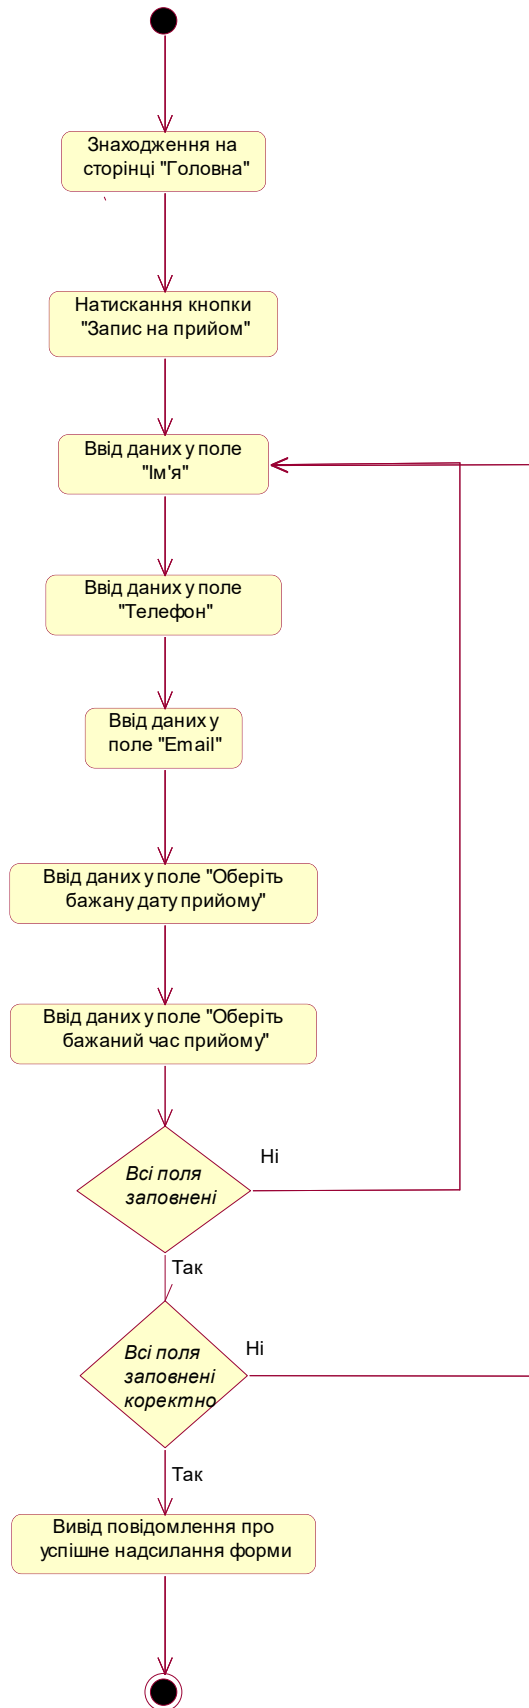 Знаходження на
сторінці "Головна"
Натискання кнопки
"Запис на прийом"
Ввід даних у поле
"Ім'я"
Ввід даних у поле
"Телефон"
Ввід даних у
поле "Email"
Ввід даних у поле "Оберіть
бажану дату прийому"
Ввід даних у поле "Оберіть
бажаний час прийому"
Ні
Всі поля
заповнені
Так
Ні
Всі поля
заповнені
коректно
Так
Вивід повідомлення про
успішне надсилання форми